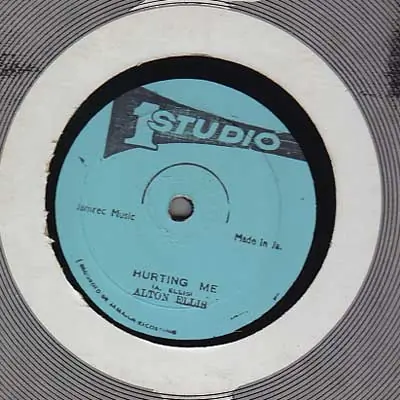 1 STUDIO
Jamrec Music
Made in Ja.
HURTING ME
(A. ELLIS)
ALTON ELLIS